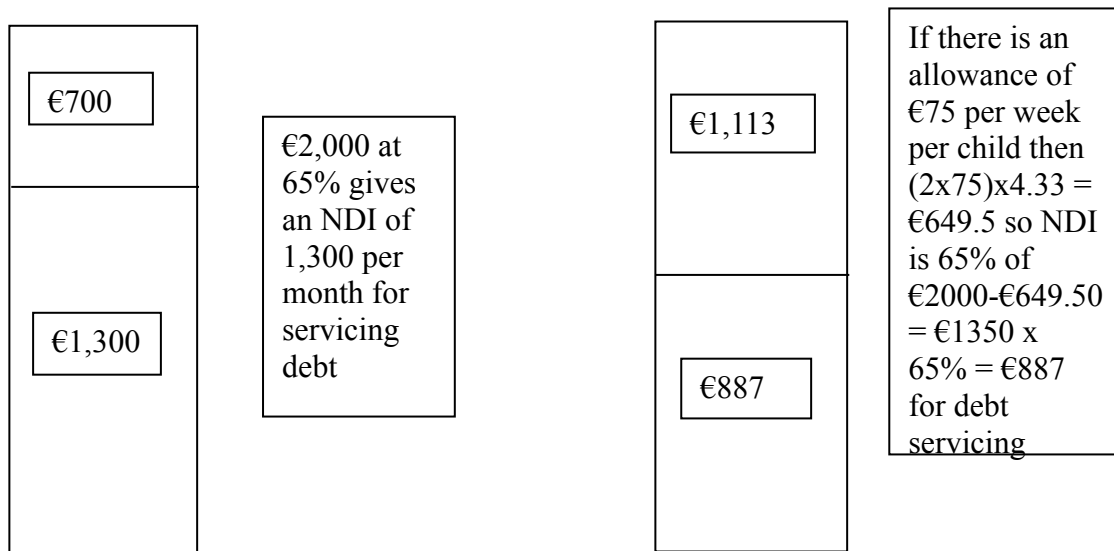 €700
€1,300
€2,000 at
65% gives
an NDI of
1,300 per
month for
servicing
debt
€1,113
€887
If there is an
allowance of
€75 per week
per child then
(2x75)x4.33 =
€649.5 so NDI
is 65% of
€2000-€649.50
= €1350 x
65% = €887
for debt
servicing